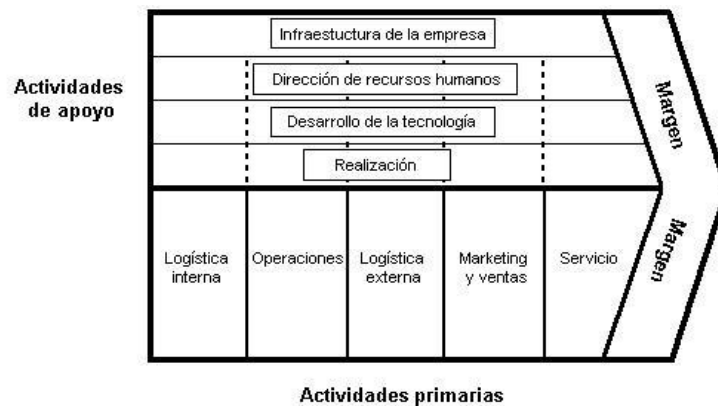 Infraestuctura de la empresa
Dirección de recursos humanos
Desarrollo de la tecnología
Realización
Actividades
de apoyo
Margen
Margen
Logística
interna
Operaciones
Logística
externa
Marketing
y ventas
Servicio
Actividades primarias